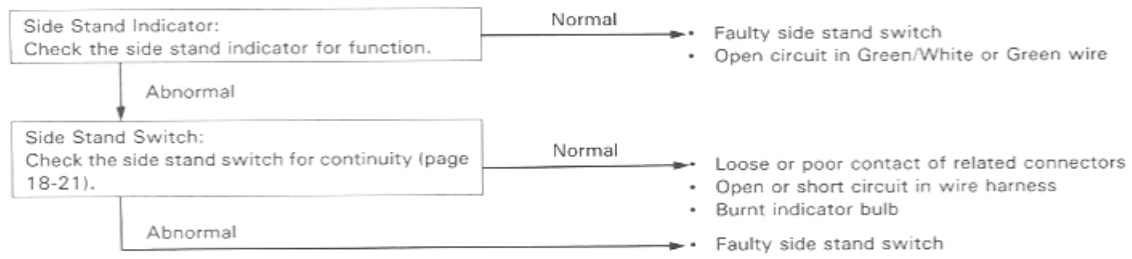 Side Stand Indicator:
Check the side stand indicator for function.
Normal
• Faulty side stand switch
• Open circuit in Green/White or Green wire
Abnormal
Side Stand Switch:
Check the side stand switch for continuity (page
18-21).
Normal
• Loose or poor contact of related connectors
• Open or short circuit in wire harness
• Burnt indicator bulb
Abnormal
• Faulty side stand switch